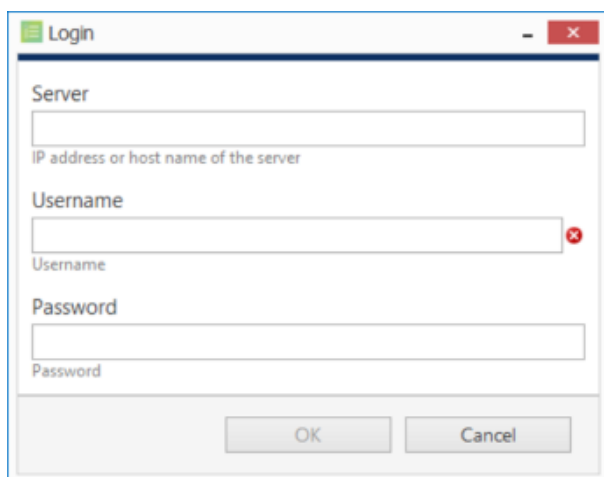 Login
Server
IP address or host name of the server
Username
Username
Password
Password
OK Cancel